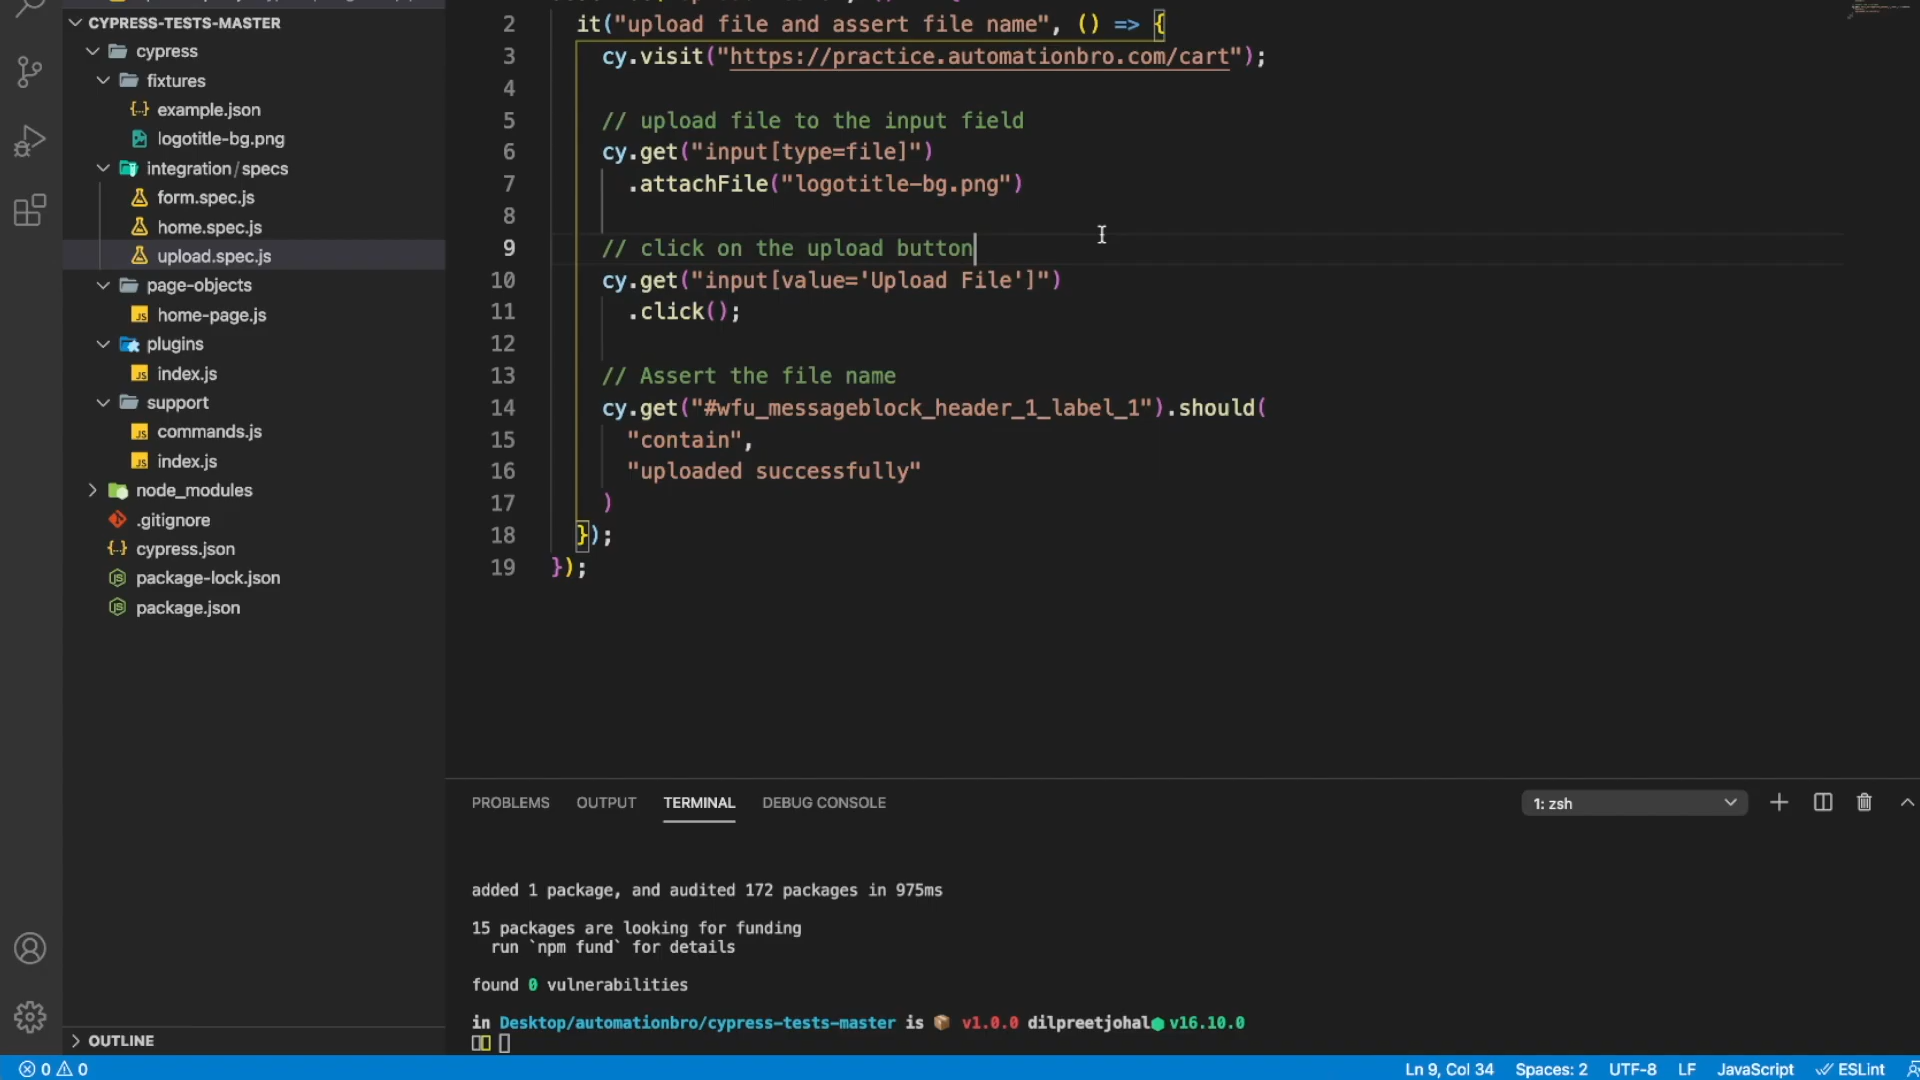 CYPRESS-TESTS-MASTER
cypress
fixtures
example.json
logotitle-bg.png
integration/specs
form.spec.js
home.spec.js
upload.spec.js
page-objects
home-page.js
plugins
index.js
support
commands.js
index.js
node_modules
.gitignore
cypress.json
package-lock.json
package.json
OUTLINE
2 it("upload file and assert file name", () => {
3 cy.visit("https://practice.automationbro.com/cart");
4
5 // upload file to the input field
6 cy.get("input[type=file]")
7 .attachFile("logotitle-bg.png")
8
9 // click on the upload button
10 cy.get("input[value='Upload File']")
11 .click();
12
13 // Assert the file name
14 cy.get("#wfu_messageblock_header_1_label_1").should(
15 "contain",
16 "uploaded successfully"
17 )
18 });
19 });
PROBLEMS OUTPUT TERMINAL DEBUG CONSOLE 1: zsh
added 1 package, and audited 172 packages in 975ms
15 packages are looking for funding
run `npm fund` for details
found 0 vulnerabilities
in Desktop/automationbro/cypress-tests-master is 📦 v1.0.0 dilpreetjohal⬢ v16.10.0
0 0 Ln 9, Col 34 Spaces: 2 UTF-8 LF JavaScript ESLint